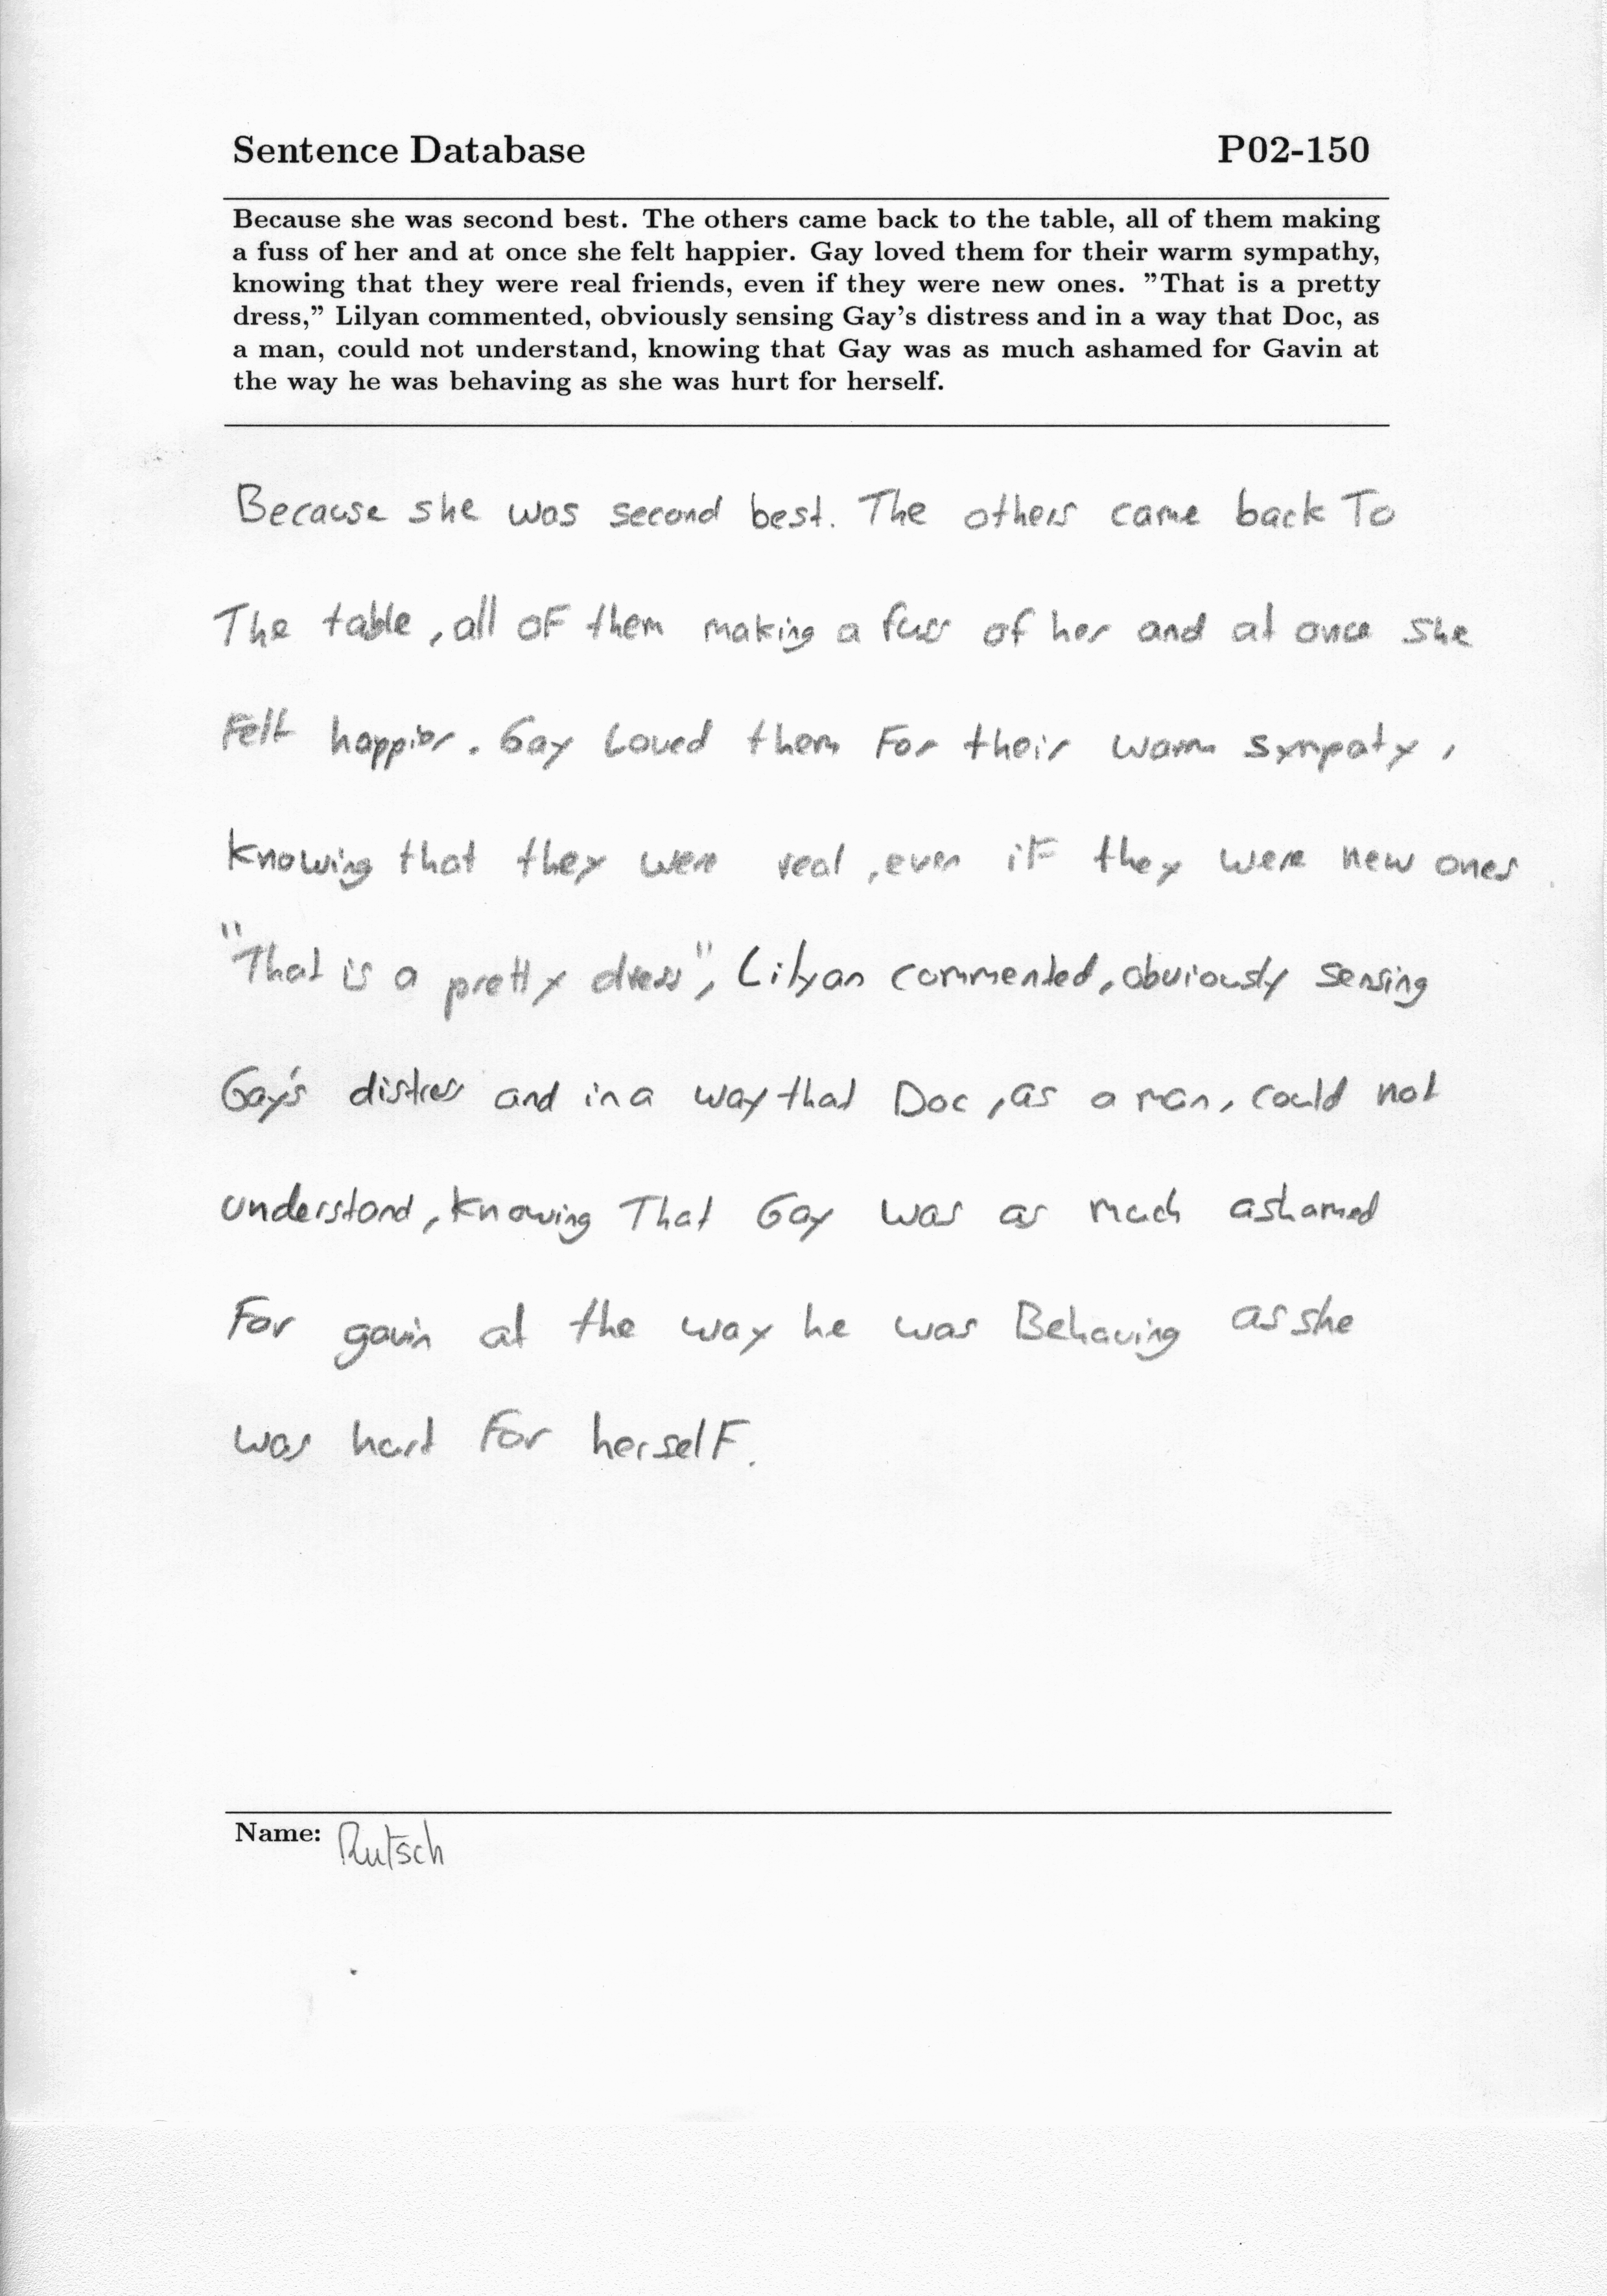 Sentence Database P02-150
Because she was second best. The others came back to the table, all of them making
a fuss of her and at once she felt happier. Gay loved them for their warm sympathy,
knowing that they were real friends, even if they were new ones. ”That is a pretty
dress,” Lilyan commented, obviously sensing Gay’s distress and in a way that Doc, as
a man, could not understand, knowing that Gay was as much ashamed for Gavin at
the way he was behaving as she was hurt for herself.
Because she was second best. The others came back To
The table, all oF them making a fuss of her and at once she
Felt happier. Gay Loved them For their warm sympaty,
Knowing that they were real, even iF they were new ones.
"That is a pretty dress", Lilyan commented, obviously sensing
Gay's distress and in a way that Doc, as a man, could not
understand, Knowing That Gay was as much ashamed
For gavin at the way he was Behaving as she
was hurt For herselF.
Name: Rutsch